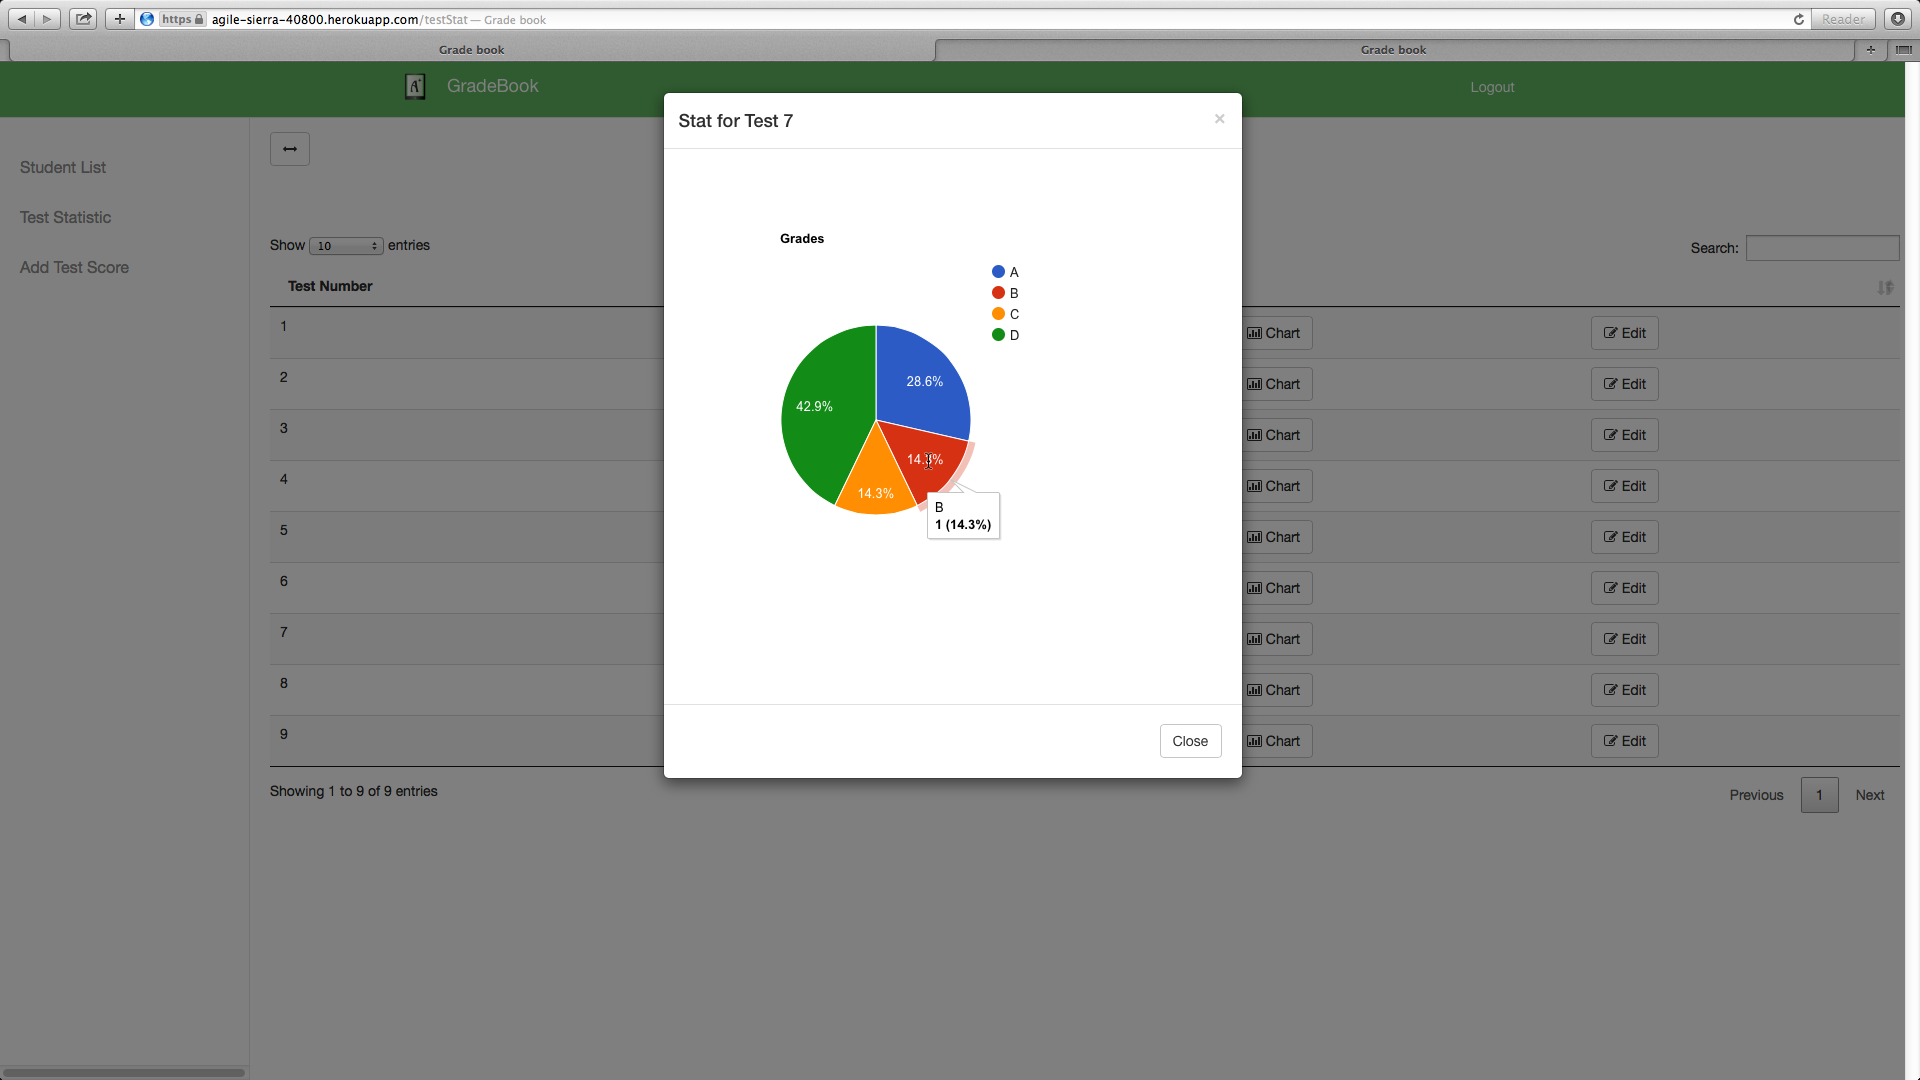 https agile-sierra-40800.herokuapp.com/testStat — Grade book
Reader
Grade book
Grade book
GradeBook
Logout
Stat for Test 7
×
Student List
Test Statistic
Add Test Score
Show 10 entries
Search:
Test Number
Grades
A
B
C
D
28.6%
42.9%
14.3%
B
1 (14.3%)
1 Chart Edit
2 Chart Edit
3 Chart Edit
4 Chart Edit
5 Chart Edit
6 Chart Edit
7 Chart Edit
8 Chart Edit
9 Chart Edit
Close
Showing 1 to 9 of 9 entries
Previous 1 Next